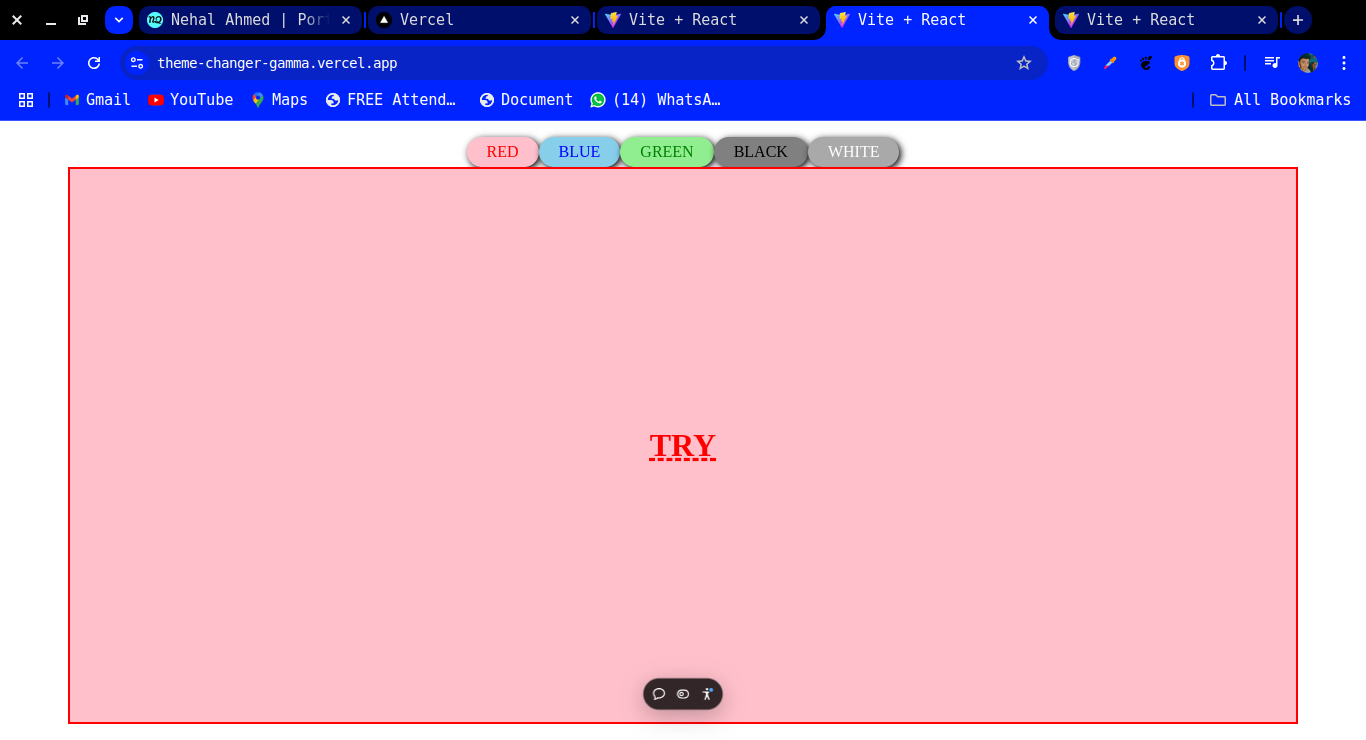 Nehal Ahmed | Por
Vercel
Vite + React
Vite + React
Vite + React
theme-changer-gamma.vercel.app
Gmail
YouTube
Maps
FREE Attend…
Document
(14) WhatsA…
All Bookmarks
RED
BLUE
GREEN
BLACK
WHITE
TRY